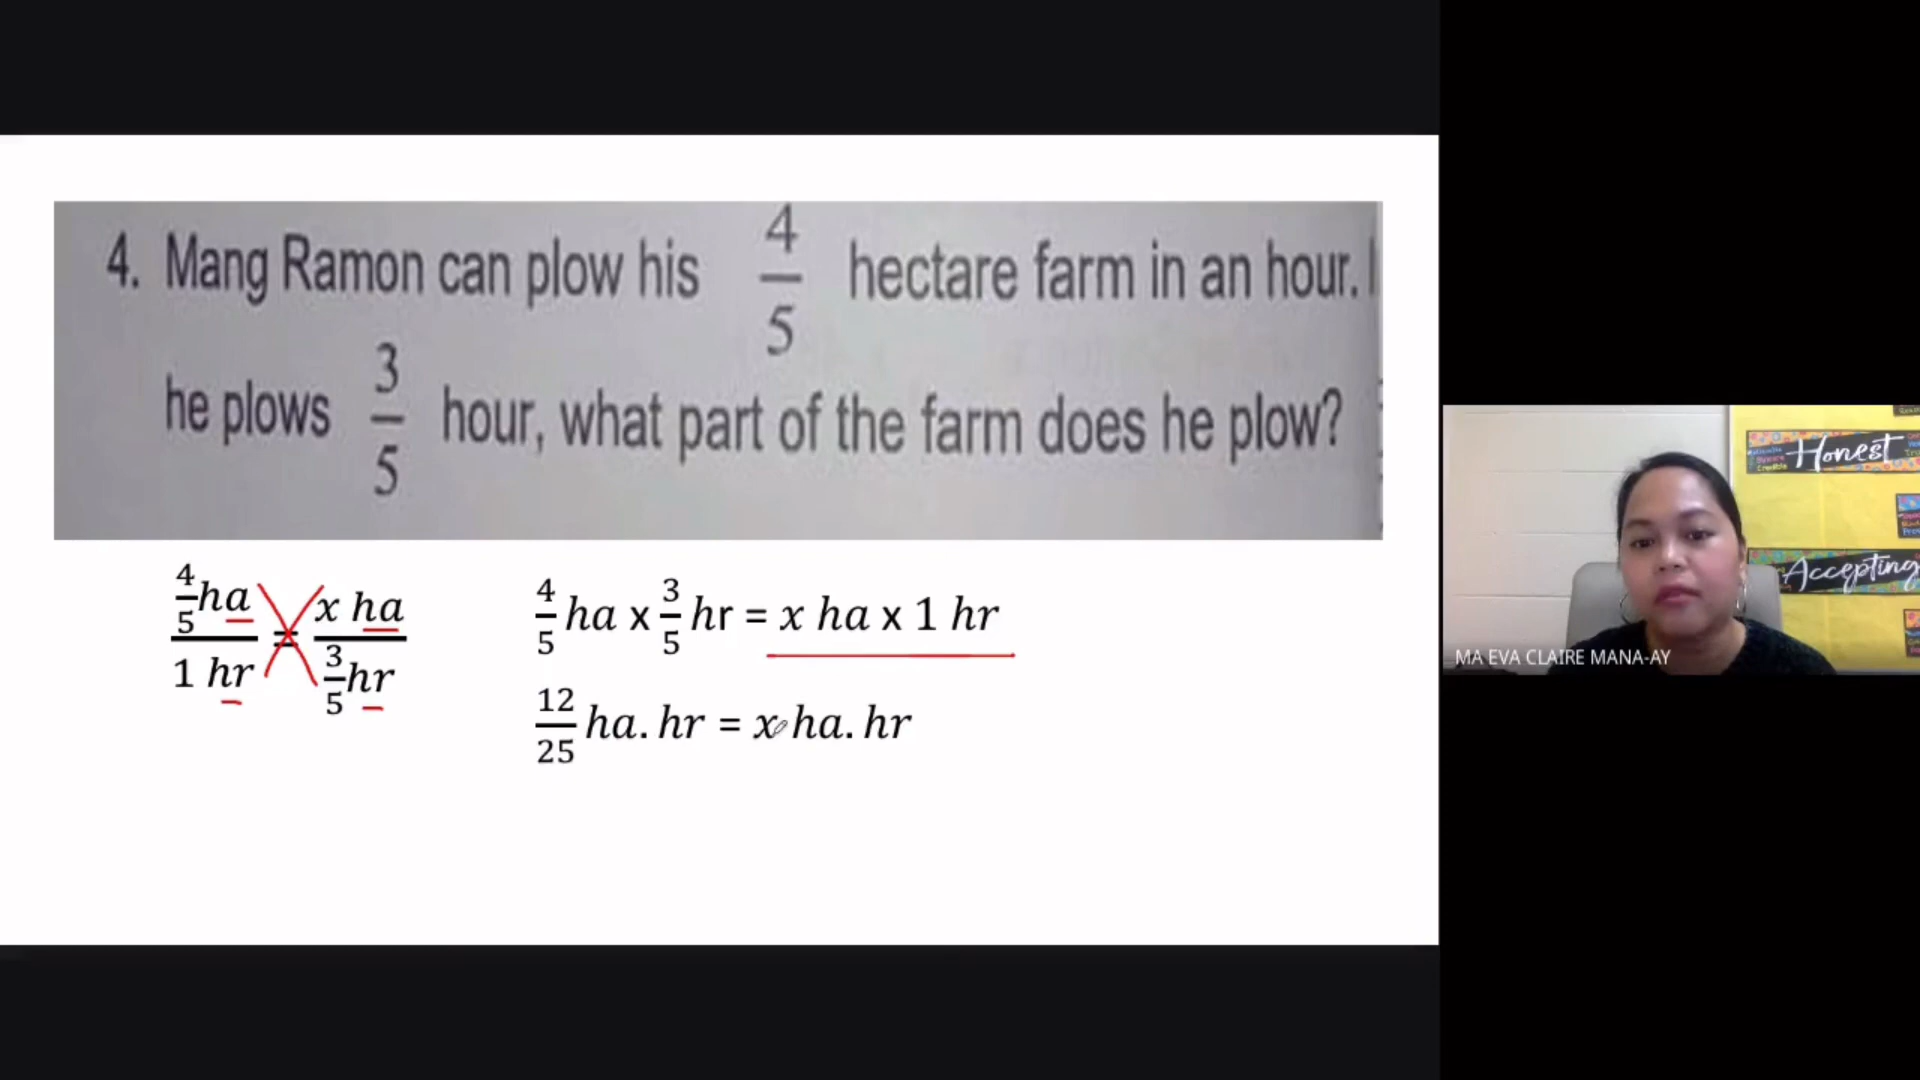 4. Mang Ramon can plow his 4/5 hectare farm in an hour.
he plows 3/5 hour, what part of the farm does he plow?
4/5 ha / 1 hr = x ha / 3/5 hr
4/5 ha x 3/5 hr = x ha x 1 hr
12/25 ha. hr = x ha. hr
Honest
Accepting
MA EVA CLAIRE MANA-AY